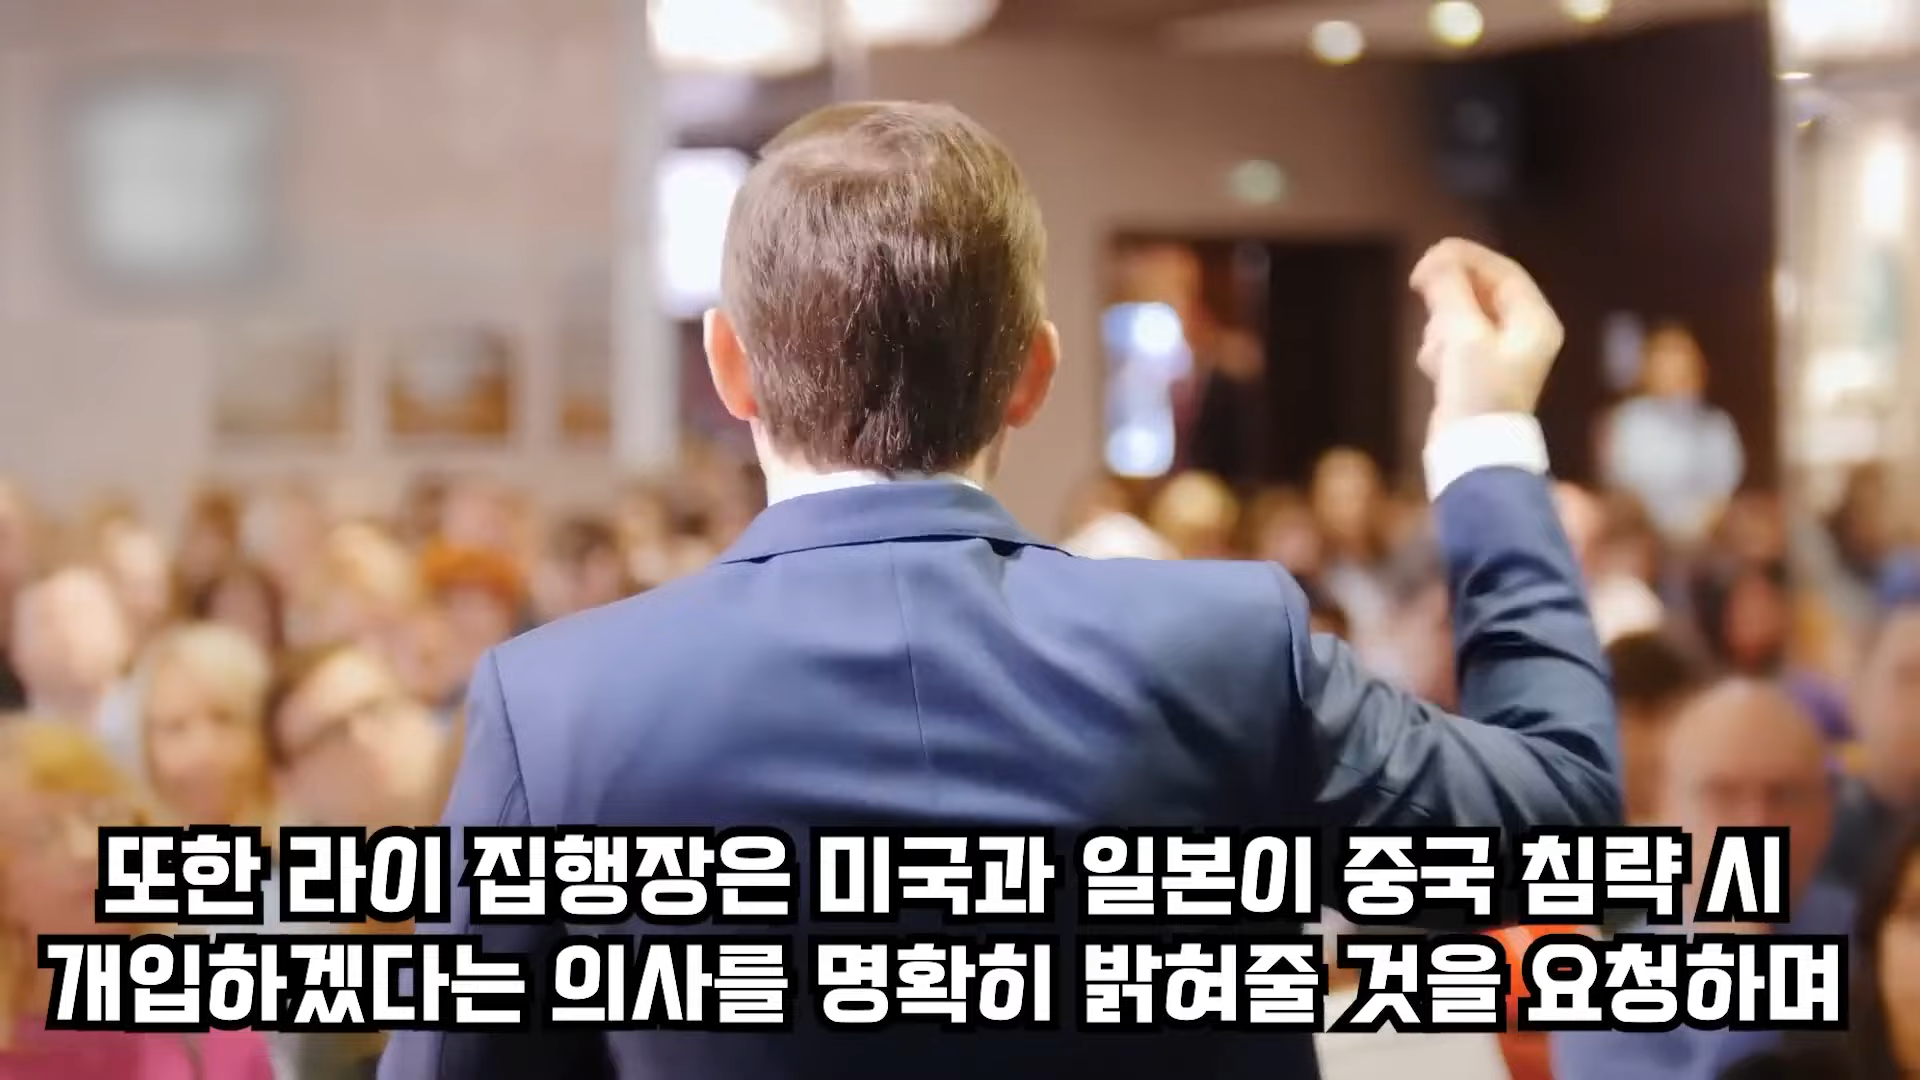 또한 라이 집행장은 미국과 일본이 중국 침략 시
개입하겠다는 의사를 명확히 밝혀줄 것을 요청하며